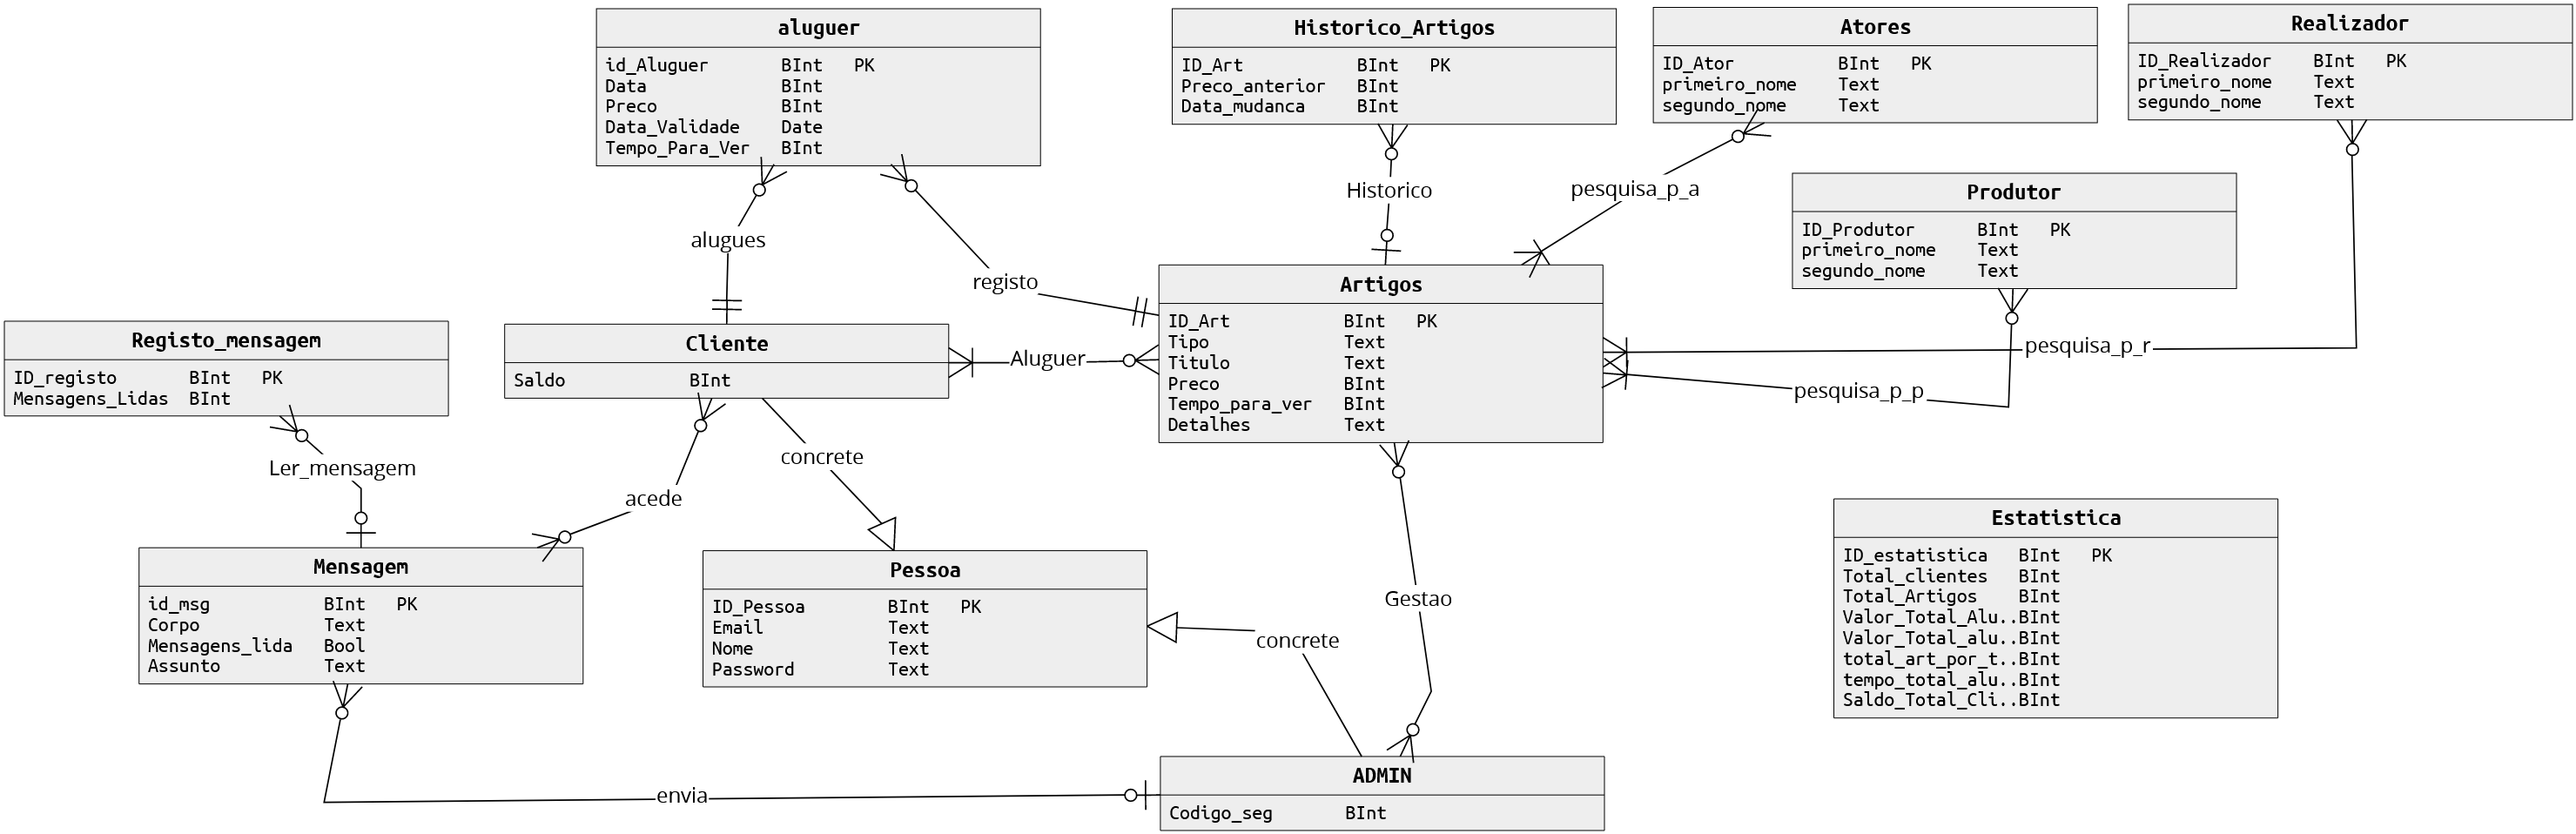 aluguer
id_Aluguer BInt PK
Data BInt
Preco BInt
Data_Validade Date
Tempo_Para_Ver BInt
Historico_Artigos
ID_Art BInt PK
Preco_anterior BInt
Data_mudanca BInt
Atores
ID_Ator BInt PK
primeiro_nome Text
segundo_nome Text
Realizador
ID_Realizador BInt PK
primeiro_nome Text
segundo_nome Text
Historico
pesquisa_p_a
Produtor
ID_Produtor BInt PK
primeiro_nome Text
segundo_nome Text
alugues
registo
Artigos
ID_Art BInt PK
Tipo Text
Titulo Text
Preco BInt
Tempo_para_ver BInt
Detalhes Text
Registo_mensagem
ID_registo BInt PK
Mensagens_Lidas BInt
Cliente
Saldo BInt
Aluguer
pesquisa_p_r
pesquisa_p_p
Ler_mensagem
concrete
acede
Mensagem
id_msg BInt PK
Corpo Text
Mensagens_lida Bool
Assunto Text
Pessoa
ID_Pessoa BInt PK
Email Text
Nome Text
Password Text
Gestao
concrete
Estatistica
ID_estatistica BInt PK
Total_clientes BInt
Total_Artigos BInt
Valor_Total_Alu..BInt
Valor_Total_alu..BInt
total_art_por_t..BInt
tempo_total_alu..BInt
Saldo_Total_Cli..BInt
envia
ADMIN
Codigo_seg BInt